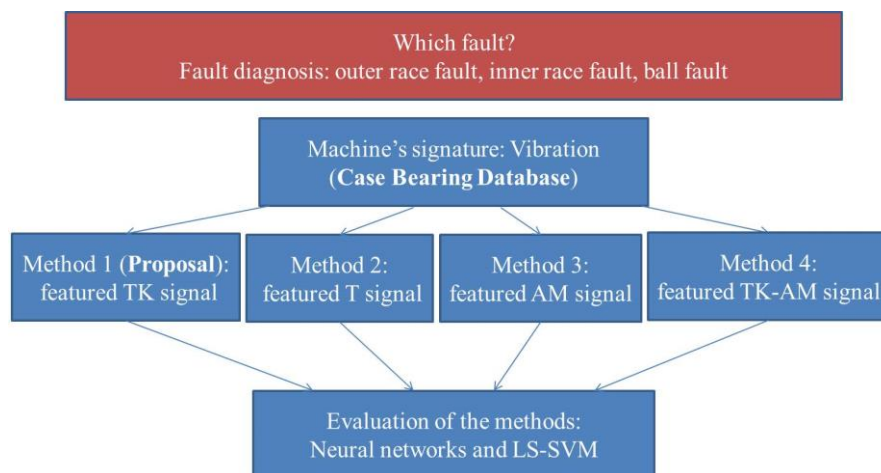 Which fault?
Fault diagnosis: outer race fault, inner race fault, ball fault
Machine's signature: Vibration
(Case Bearing Database)
Method 1 (Proposal):
featured TK signal
Method 2:
featured T signal
Method 3:
featured AM signal
Method 4:
featured TK-AM signal
Evaluation of the methods:
Neural networks and LS-SVM